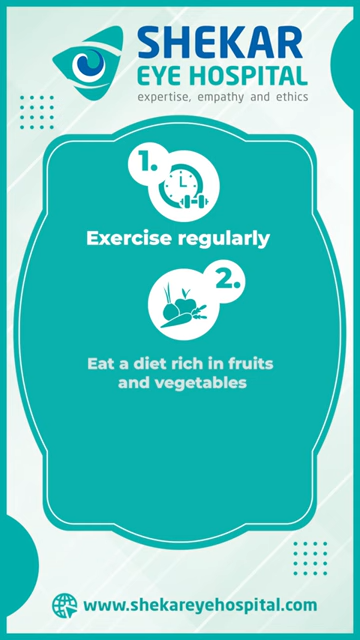 SHEKAR
EYE HOSPITAL
expertise, empathy and ethics
1.
Exercise regularly
2.
Eat a diet rich in fruits
and vegetables
www.shekareyehospital.com